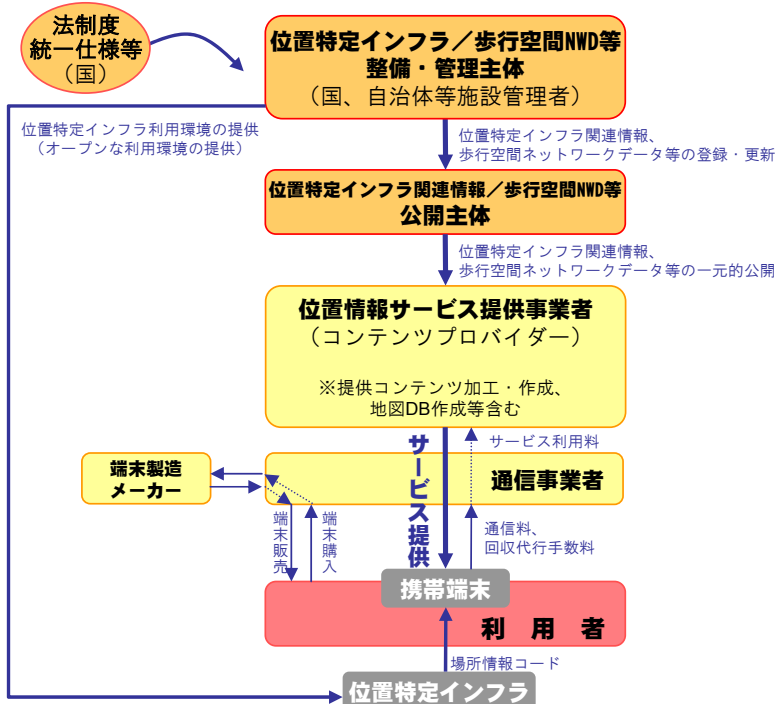 法制度
統一仕様等
（国）
位置特定インフラ／歩行空間NWD等
整備・管理主体
（国、自治体等施設管理者）
位置特定インフラ利用環境の提供
（オープンな利用環境の提供）
位置特定インフラ関連情報、
歩行空間ネットワークデータ等の登録・更新
位置特定インフラ関連情報／歩行空間NWD等
公開主体
位置特定インフラ関連情報、
歩行空間ネットワークデータ等の一元的公開
位置情報サービス提供事業者
（コンテンツプロバイダー）
※提供コンテンツ加工・作成、
地図DB作成等含む
サービス提供
サービス利用料
端末製造
メーカー
通信事業者
端末販売
端末購入
通信料、
回収代行手数料
携帯端末
利　用　者
場所情報コード
位置特定インフラ